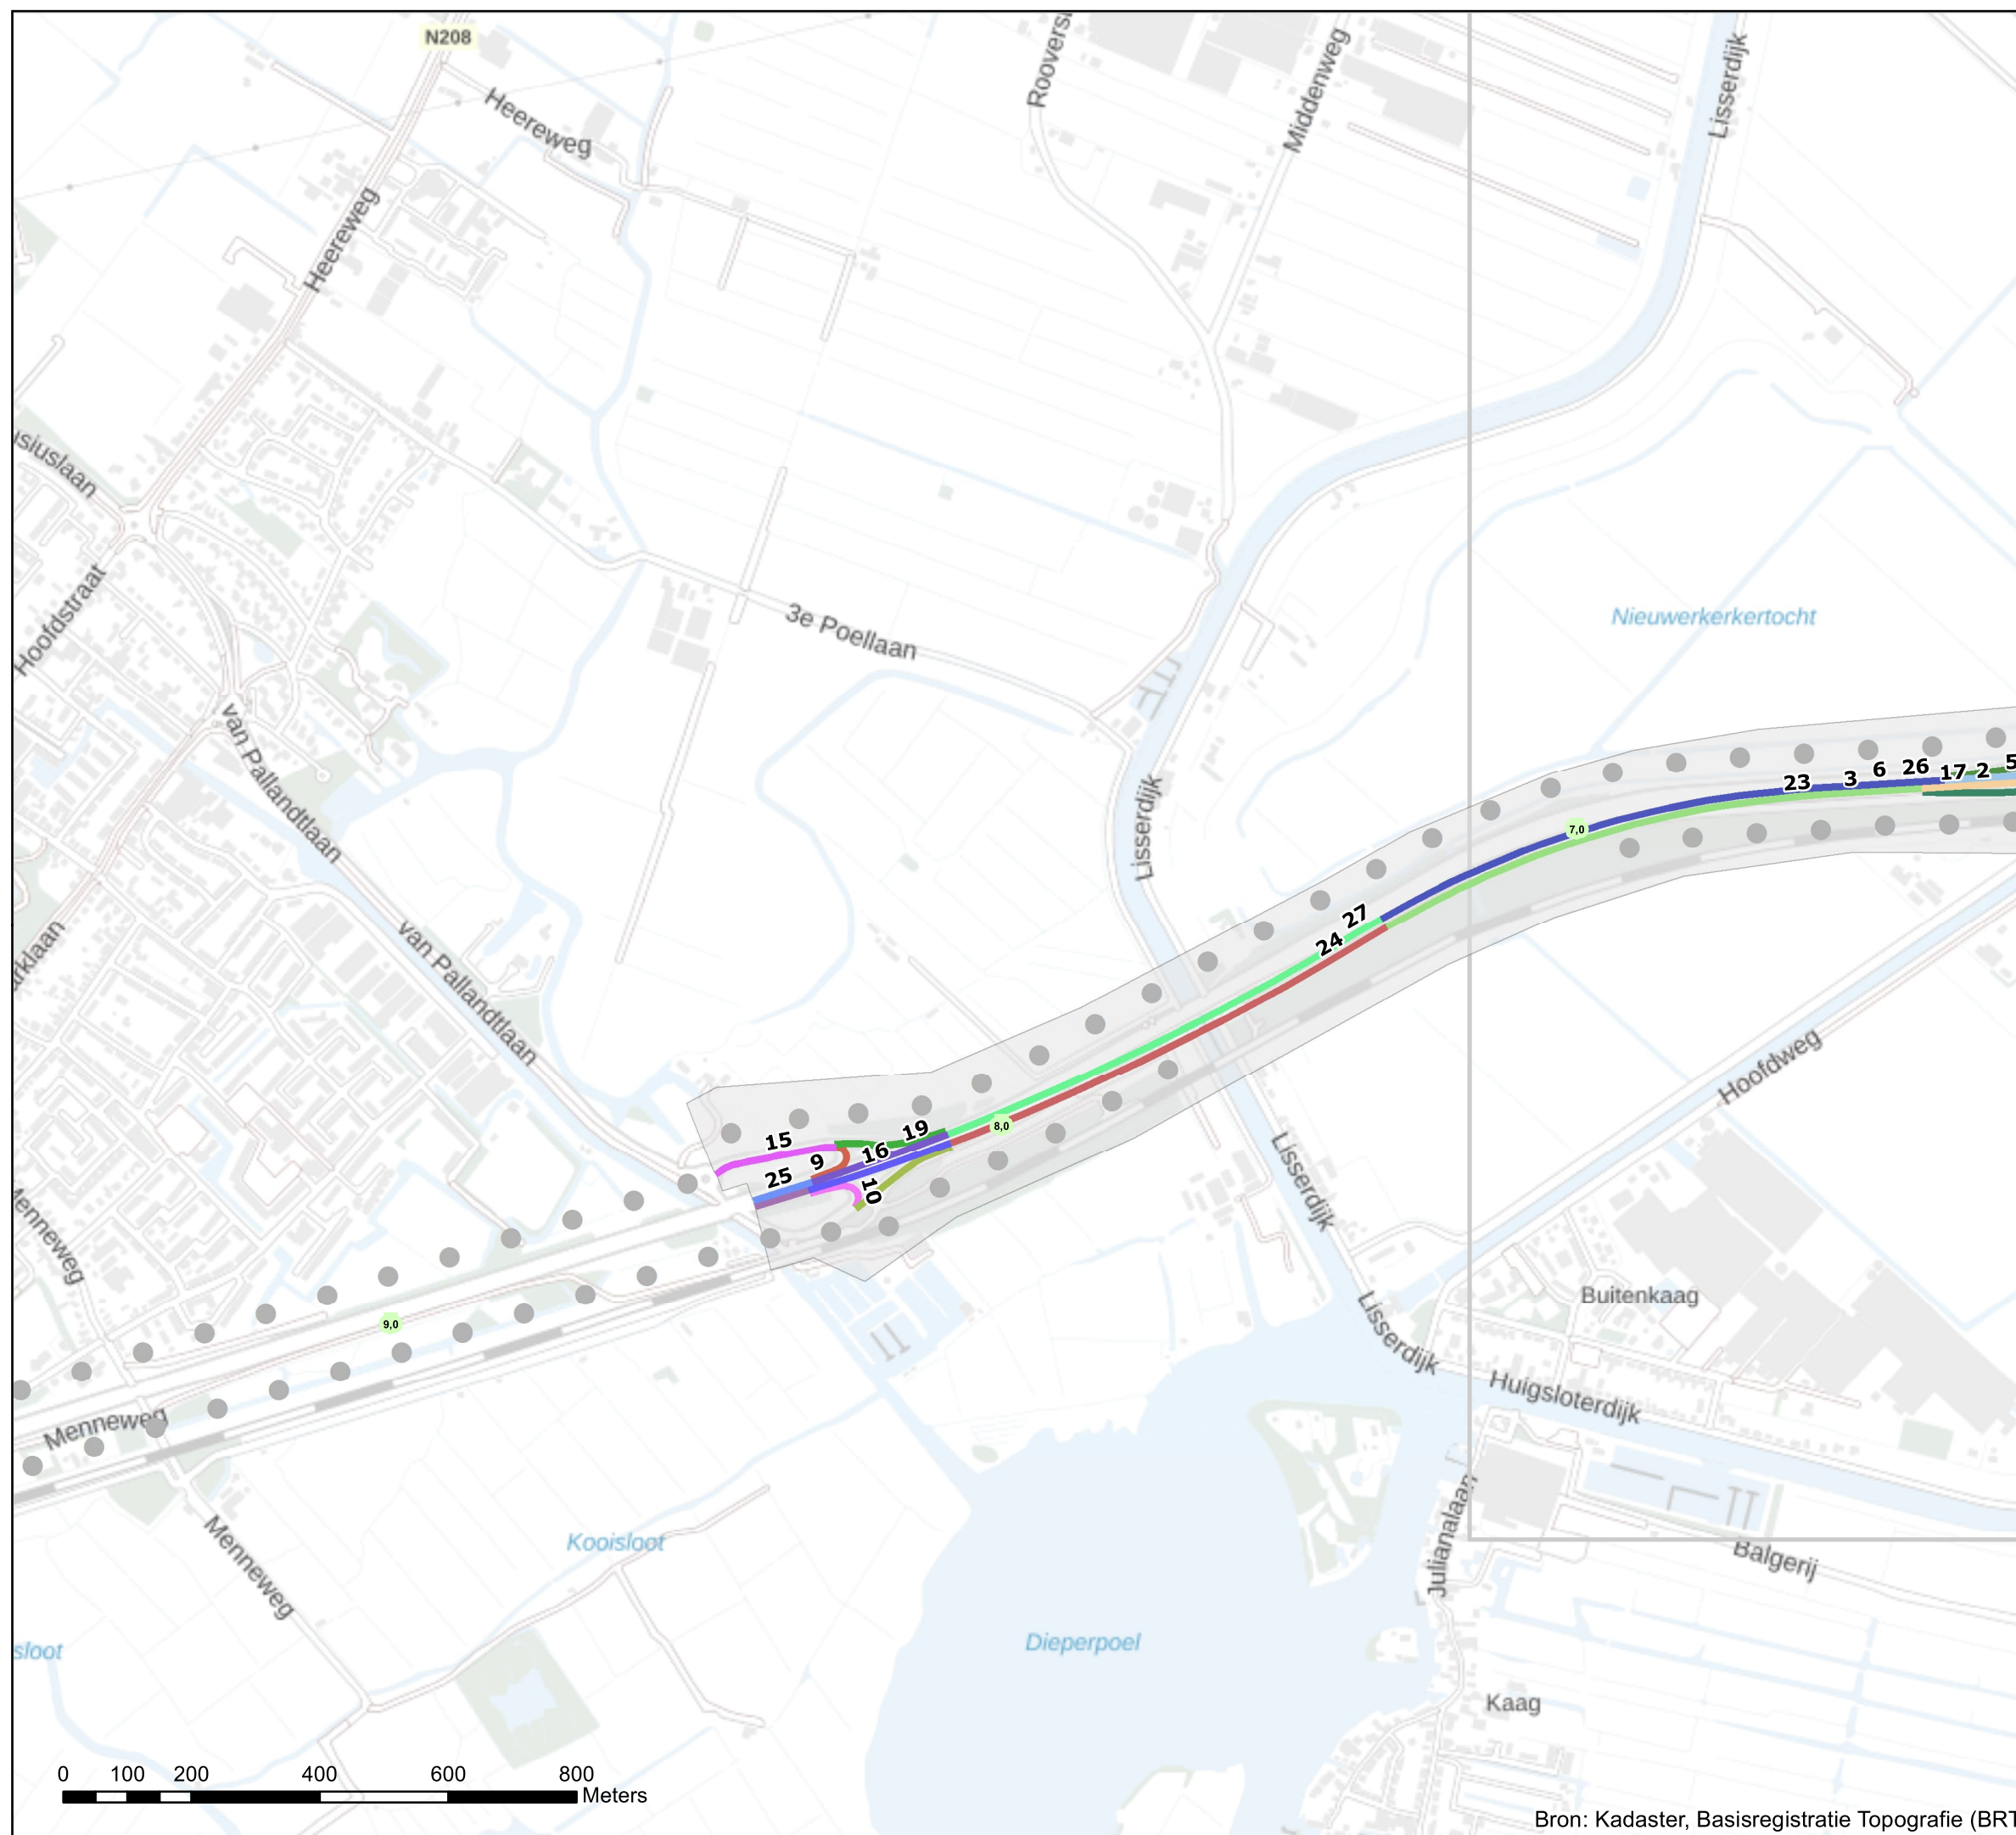 N208
Heereweg
Roovers
Middenweg
Lisserdijk
Heereweg
siuslaan
Hoofdstraat
3e Poellaan
Nieuwerkerkertocht
van Pallandtlaan
Lisserdijk
23 3 6 26 17 2 5
7,0
27
24
arklaan
van Pallandtlaan
Hoofdweg
8,0
15 9 16 19
25 10
Lisserdijk
Menneweg
Buitenkaag
9,0
Lisserdijk
Huigsloterdijk
Menneweg
Julianalaan
Balgerij
Menneweg
Kooisloot
sloot
Dieperpoel
Kaag
0 100 200 400 600 800
Meters
Bron: Kadaster, Basisregistratie Topografie (BRT